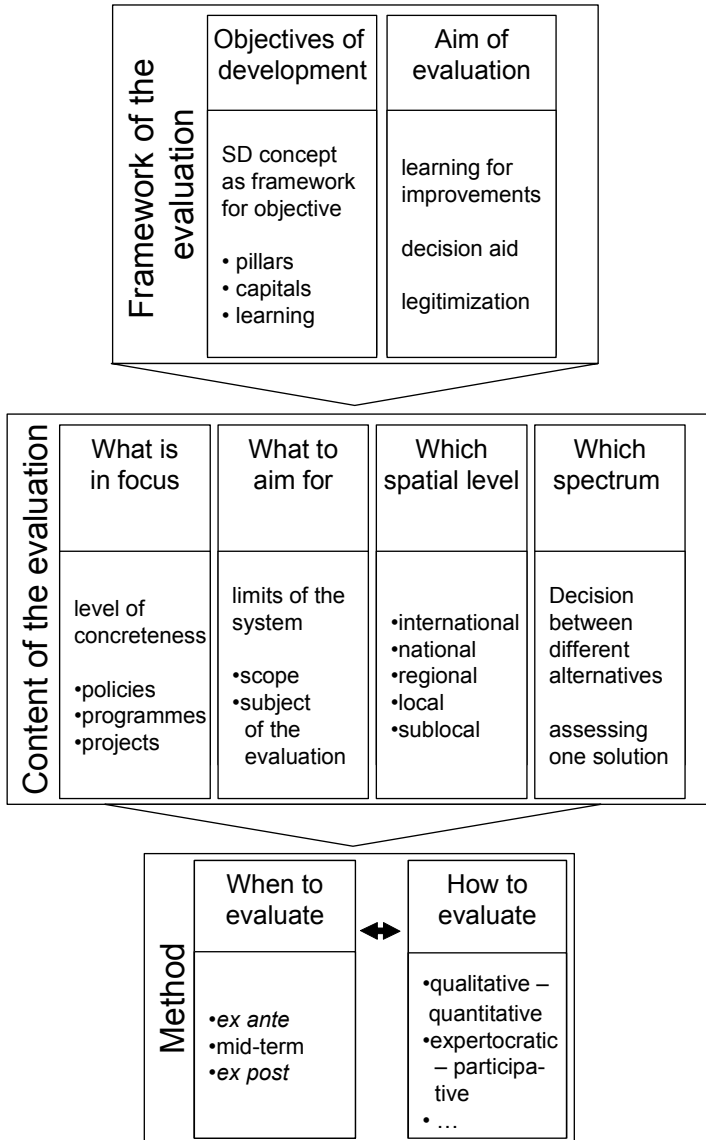 Framework of the
evaluation
Objectives of
development
SD concept
as framework
for objective
• pillars
• capitals
• learning
Aim of
evaluation
learning for
improvements
decision aid
legitimization
Content of the evaluation
What is
in focus
level of
concreteness
•policies
•programmes
•projects
What to
aim for
limits of the
system
•scope
•subject
of the
evaluation
Which
spatial level
•international
•national
•regional
•local
•sublocal
Which
spectrum
Decision
between
different
alternatives
assessing
one solution
Method
When to
evaluate
•ex ante
•mid-term
•ex post
How to
evaluate
•qualitative –
quantitative
•expertocratic
– participa-
tive
• …